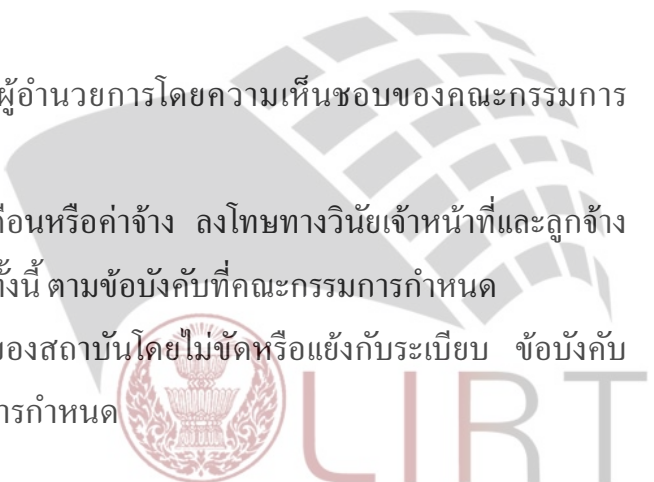 ผู้อำนวยการโดยความเห็นชอบของคณะกรรมการ
ดือนหรือค่าจ้าง ลงโทษทางวินัยเจ้าหน้าที่และลูกจ้าง
ทั้งนี้ ตามข้อบังคับที่คณะกรรมการกำหนด
ของสถาบันโดยไม่ขัดหรือแย้งกับระเบียบ ข้อบังคับ
ารกำหนด
LIRT